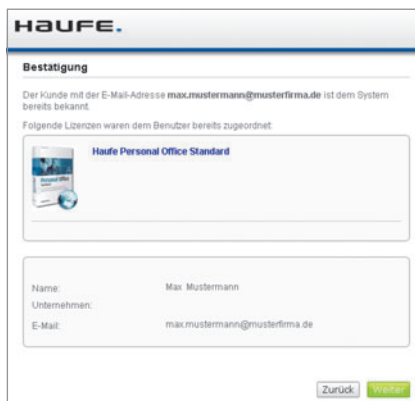 HAUFE.
Bestätigung
Der Kunde mit der E-Mail-Adresse max.mustermann@musterfirma.de ist dem System
bereits bekannt.
Folgende Lizenzen waren dem Benutzer bereits zugeordnet:
Haufe Personal Office Standard
Personal Office
Name: Max Mustermann
Unternehmen:
E-Mail: max.mustermann@musterfirma.de
Zurück Weiter